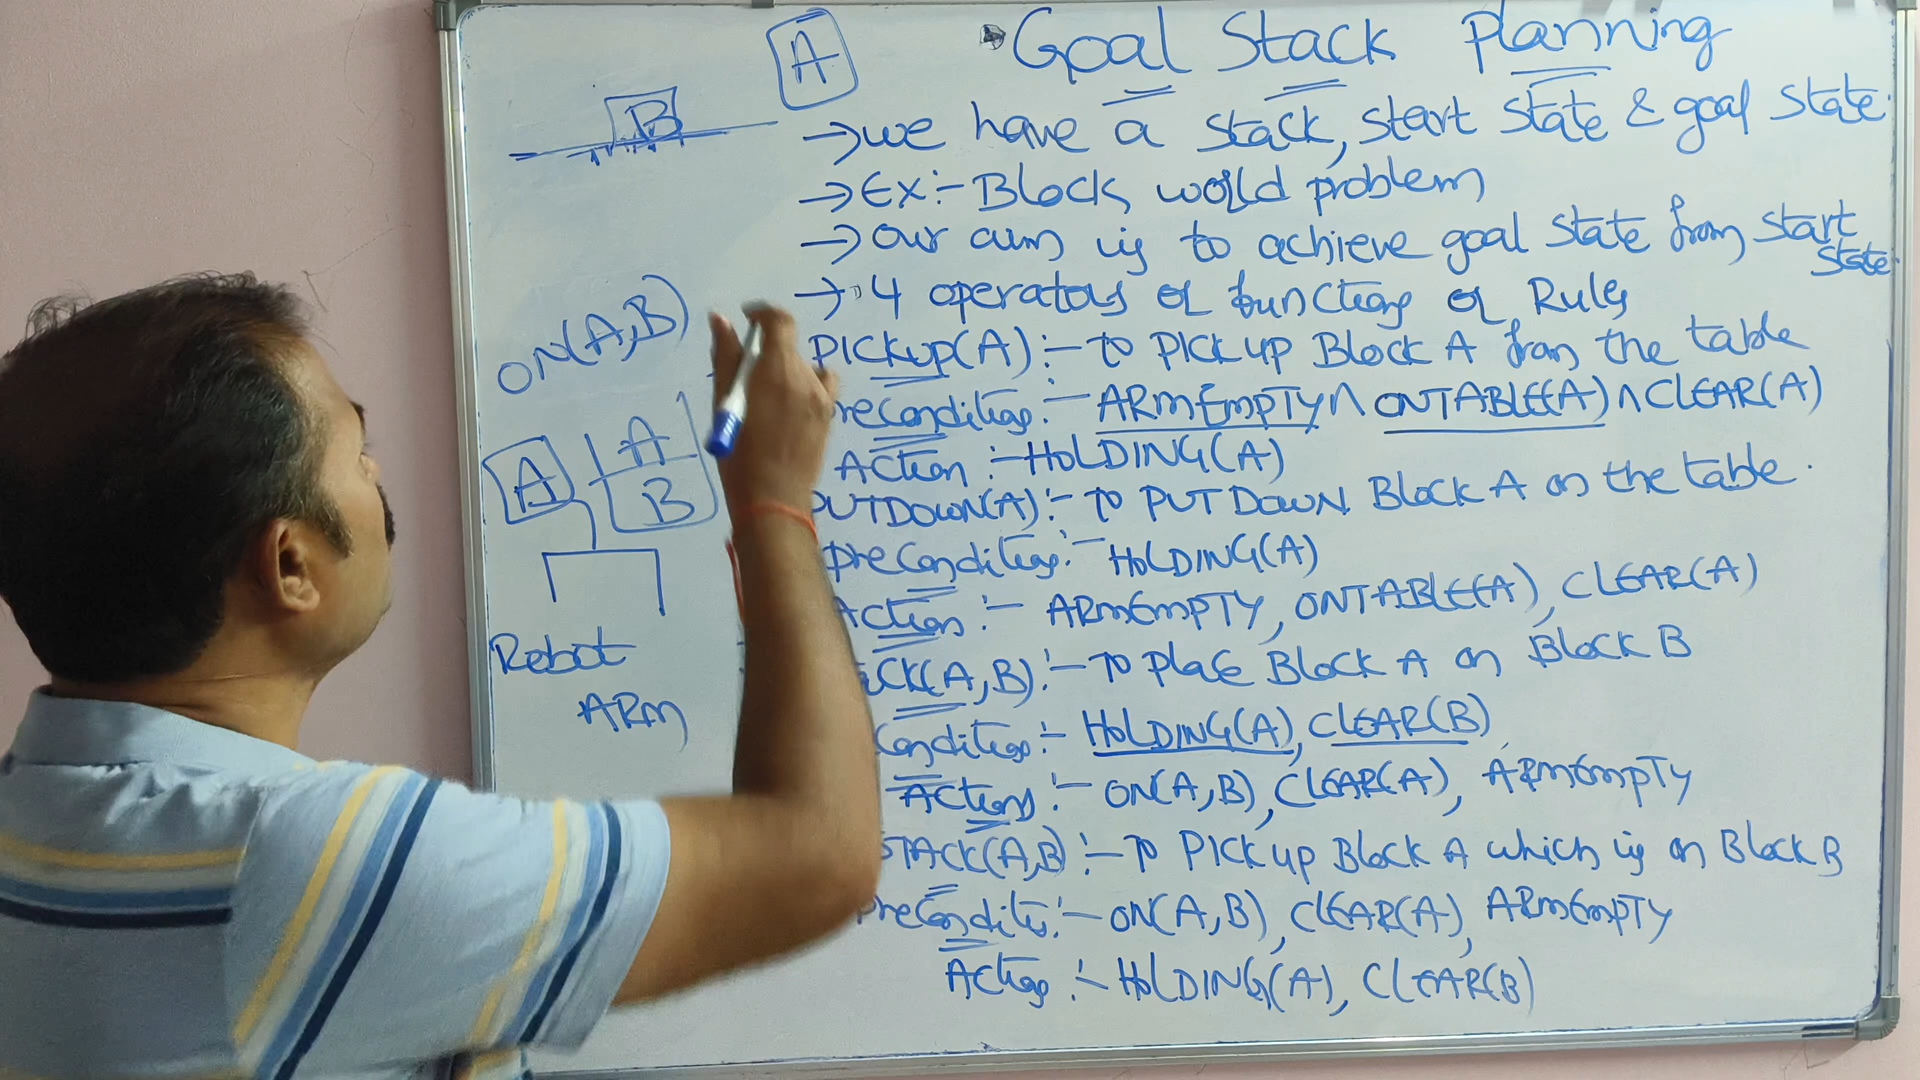 A
B
ON(A,B)
A
A
B
Robot
ARM
Goal Stack Planning
→ we have a stack, start state & goal state.
→ Ex:- Block world problem
→ our aim is to achieve goal state from start
state
→ 4 operators or functions or Rules
PICKUP(A):- to PICK up Block A from the table
Preconditions:- ARMEMPTY ∧ ONTABLE(A) ∧ CLEAR(A)
Action:- HOLDING(A)
PUTDOWN(A):- to PUT DOWN Block A on the table.
Preconditions:- HOLDING(A)
Action:- ARMEMPTY, ONTABLE(A), CLEAR(A)
ACK(A,B):- to place Block A on Block B
conditions:- HOLDING(A), CLEAR(B)
Actions:- ON(A,B), CLEAR(A), ARMEMPTY
STACK(A,B):- to PICK up Block A which is on Block B
Preconditi:- ON(A,B), CLEAR(A), ARMEMPTY
Actions:- HOLDING(A), CLEAR(B)